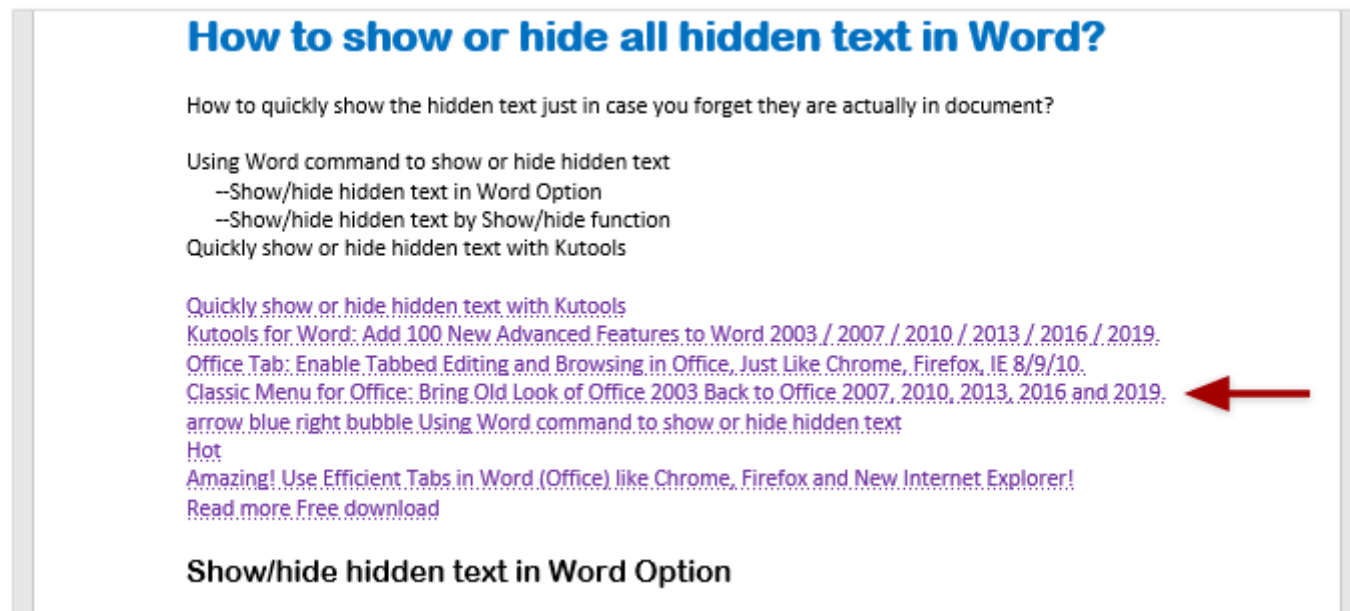 How to show or hide all hidden text in Word?
How to quickly show the hidden text just in case you forget they are actually in document?
Using Word command to show or hide hidden text
--Show/hide hidden text in Word Option
--Show/hide hidden text by Show/hide function
Quickly show or hide hidden text with Kutools
Quickly show or hide hidden text with Kutools
Kutools for Word: Add 100 New Advanced Features to Word 2003 / 2007 / 2010 / 2013 / 2016 / 2019.
Office Tab: Enable Tabbed Editing and Browsing in Office, Just Like Chrome, Firefox, IE 8/9/10.
Classic Menu for Office: Bring Old Look of Office 2003 Back to Office 2007, 2010, 2013, 2016 and 2019.
arrow blue right bubble Using Word command to show or hide hidden text
Hot
Amazing! Use Efficient Tabs in Word (Office) like Chrome, Firefox and New Internet Explorer!
Read more Free download
Show/hide hidden text in Word Option